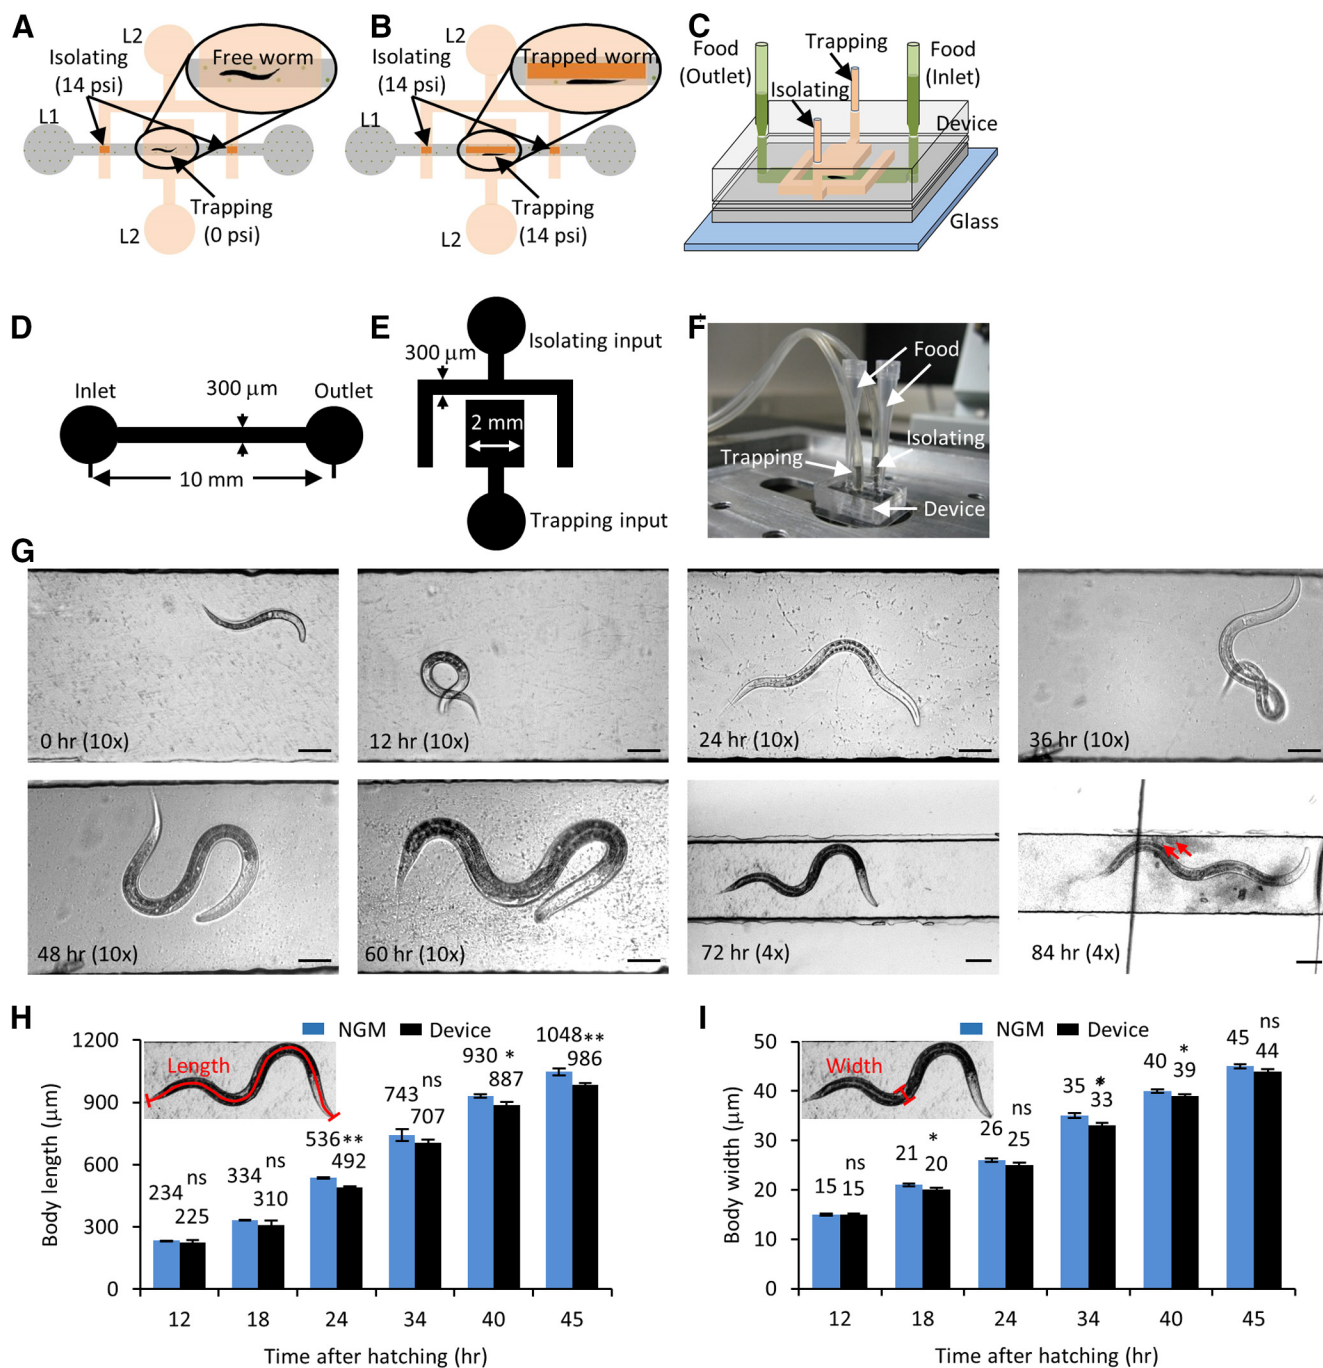 A
L2
Isolating
(14 psi)
Free worm
L1
Trapping
(0 psi)
L2
B
L2
Isolating
(14 psi)
Trapped worm
L1
Trapping
(14 psi)
L2
C
Trapping
Food
(Outlet)
Food
(Inlet)
Isolating
Device
Glass
D
Inlet
300 μm
Outlet
10 mm
E
Isolating input
300 μm
2 mm
Trapping input
F
Food
Isolating
Trapping
Device
G
0 hr (10x)
12 hr (10x)
24 hr (10x)
36 hr (10x)
48 hr (10x)
60 hr (10x)
72 hr (4x)
84 hr (4x)
H
NGM Device
Length
Body length (μm)
1200
900
600
300
0
234 ns 225
334 ns 310
536 ** 492
743 ns 707
930 * 887
1048 ** 986
12 18 24 34 40 45
Time after hatching (hr)
I
NGM Device
Width
Body width (μm)
50
40
30
20
10
0
15 ns 15
21 * 20
26 ns 25
35 * 33
40 * 39
45 ns 44
12 18 24 34 40 45
Time after hatching (hr)